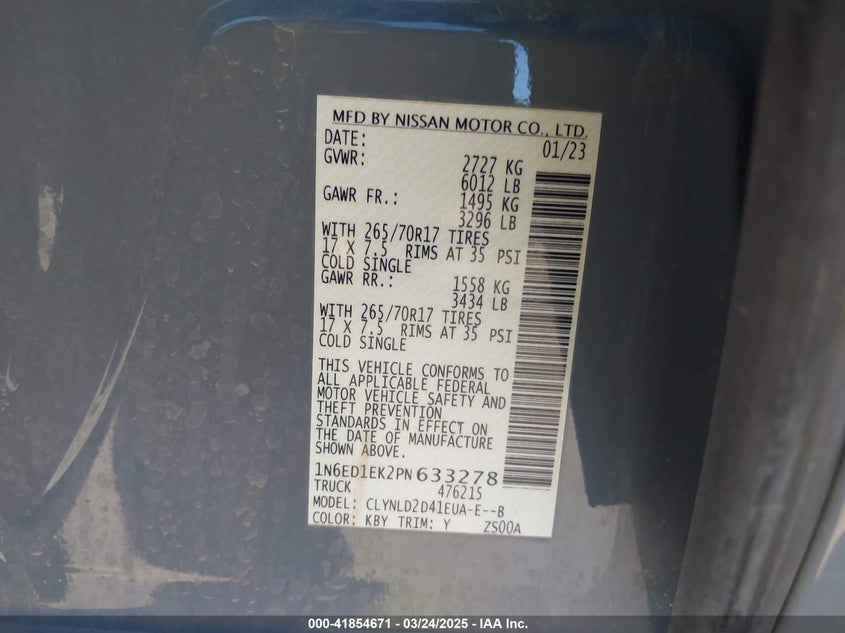 MFD BY NISSAN MOTOR CO., LTD.
DATE: 01/23
GVWR: 2727 KG
6012 LB
GAWR FR.: 1495 KG
3296 LB
WITH 265/70R17 TIRES
17 X 7.5 RIMS AT 35 PSI
COLD SINGLE
GAWR RR.: 1558 KG
3434 LB
WITH 265/70R17 TIRES
17 X 7.5 RIMS AT 35 PSI
COLD SINGLE
THIS VEHICLE CONFORMS TO
ALL APPLICABLE FEDERAL
MOTOR VEHICLE SAFETY AND
THEFT PREVENTION
STANDARDS IN EFFECT ON
THE DATE OF MANUFACTURE
SHOWN ABOVE.
1N6ED1EK2PN633278
TRUCK 476215
MODEL: CLYNLD2D41EUA-E--B
COLOR: KBY TRIM: Y ZS00A
000-41854671 - 03/24/2025 - IAA Inc.